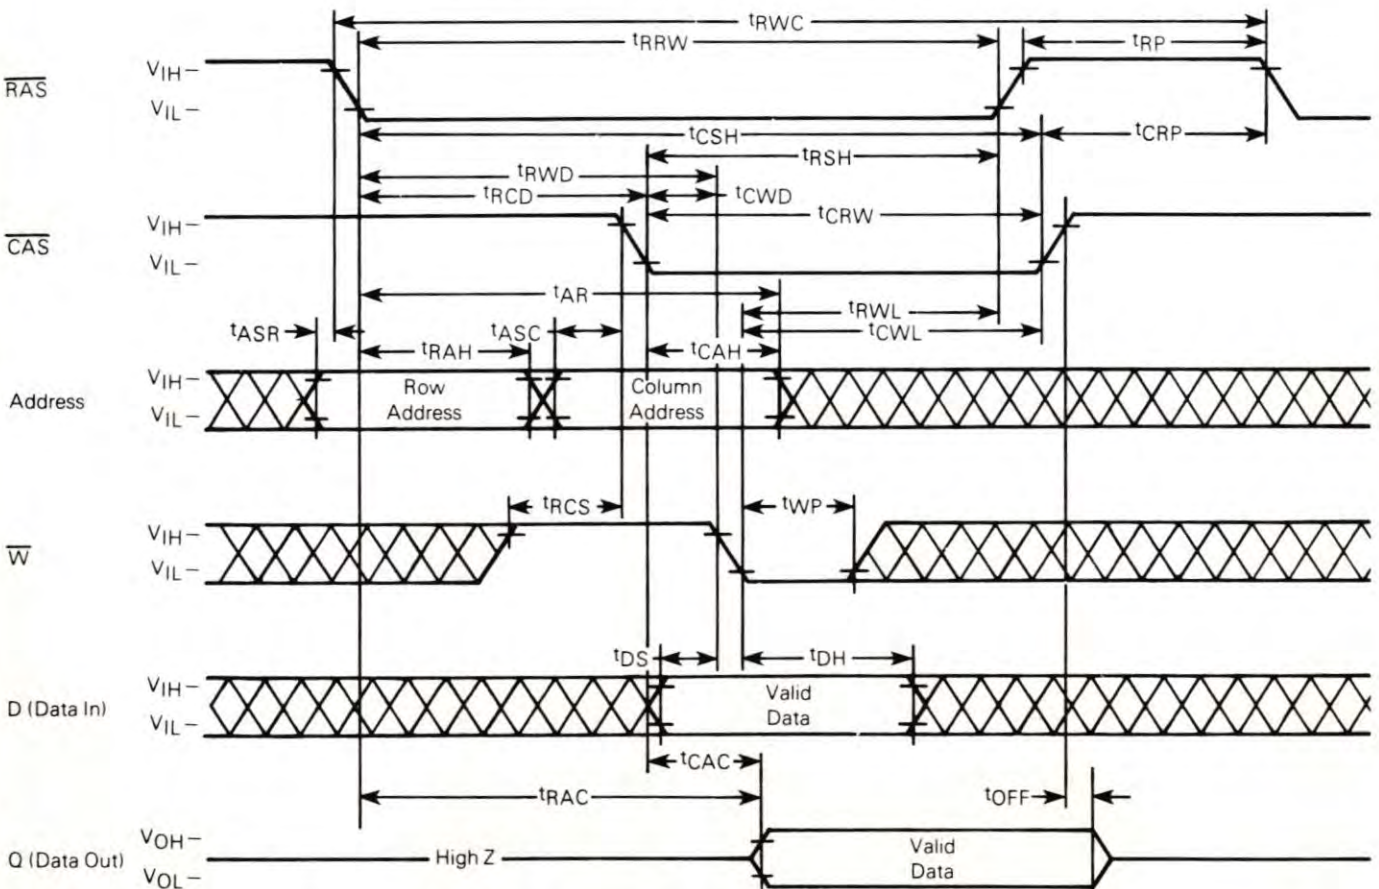 tRWC
tRRW
tRP
RAS
VIH
VIL
tCSH
tCRP
tRSH
tRWD
tRCD
tCWD
tCRW
CAS
VIH
VIL
tAR
tRWL
tASR
tASC
tCWL
tRAH
tCAH
Address
VIH
VIL
Row
Address
Column
Address
tRCS
tWP
W
VIH
VIL
tDS
tDH
D (Data In)
VIH
VIL
Valid
Data
tCAC
tRAC
tOFF
Q (Data Out)
VOH
VOL
High Z
Valid
Data